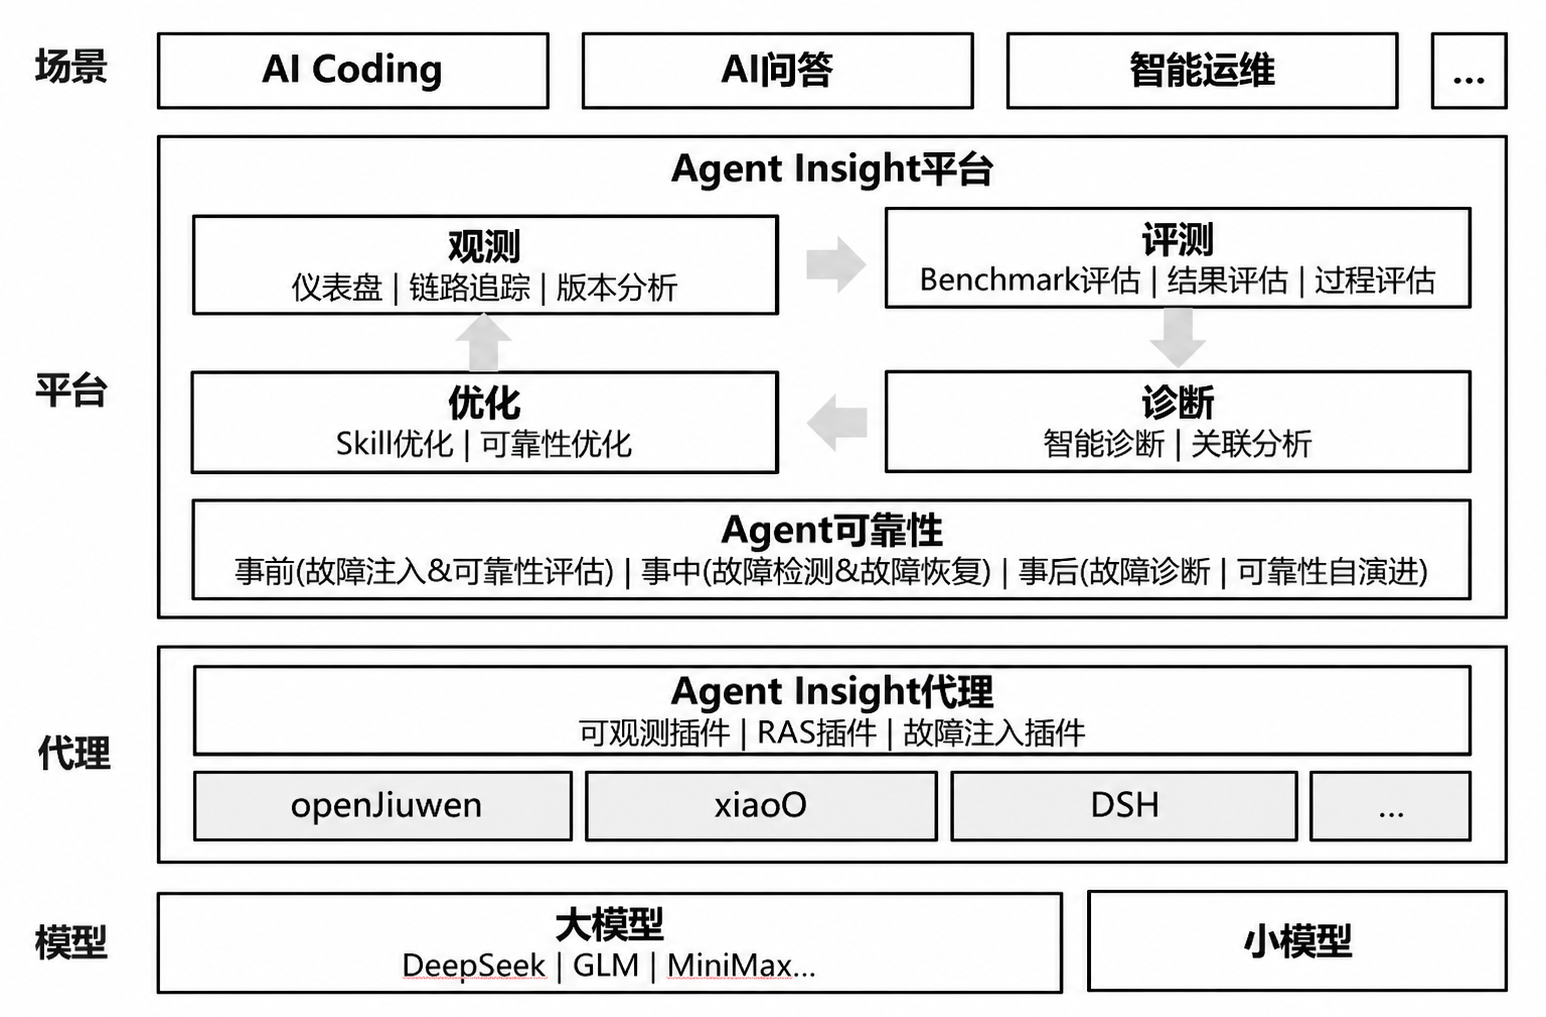 场景
AI Coding
AI问答
智能运维
...
平台
Agent Insight平台
观测
仪表盘 | 链路追踪 | 版本分析
评测
Benchmark评估 | 结果评估 | 过程评估
优化
Skill优化 | 可靠性优化
诊断
智能诊断 | 关联分析
Agent可靠性
事前(故障注入&可靠性评估) | 事中(故障检测&故障恢复) | 事后(故障诊断 | 可靠性自演进)
代理
Agent Insight代理
可观测插件 | RAS插件 | 故障注入插件
openJiuwen
xiaoO
DSH
...
模型
大模型
DeepSeek | GLM | MiniMax...
小模型